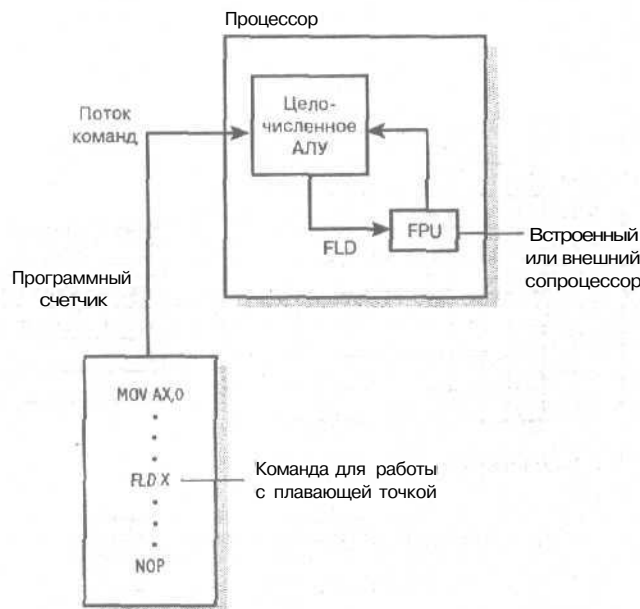 Процессор
Цело-
численное
АЛУ
Поток
команд
FLD
FPU
Встроенный
или внешний
сопроцессор
Программный
счетчик
MOV AX,0
FLD X
NOP
Команда для работы
с плавающей точкой